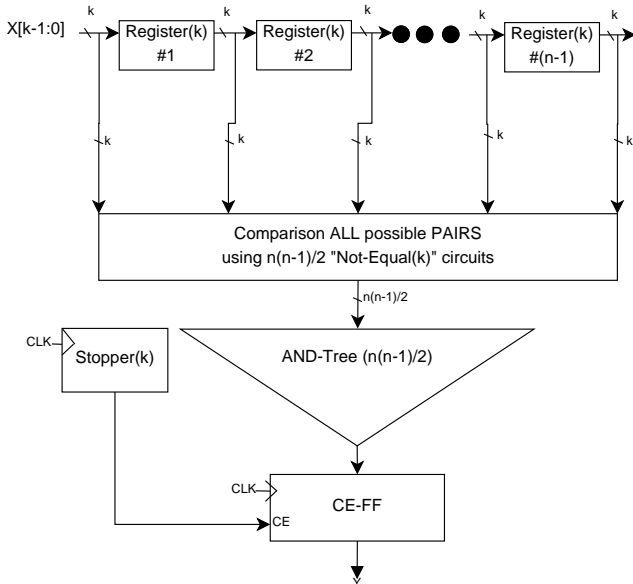 X[k-1:0]
k
Register(k)
#1
k
Register(k)
#2
k
k
Register(k)
#(n-1)
k
k
k
k
k
k
Comparison ALL possible PAIRS
using n(n-1)/2 "Not-Equal(k)" circuits
n(n-1)/2
CLK
Stopper(k)
AND-Tree (n(n-1)/2)
CLK
CE-FF
CE